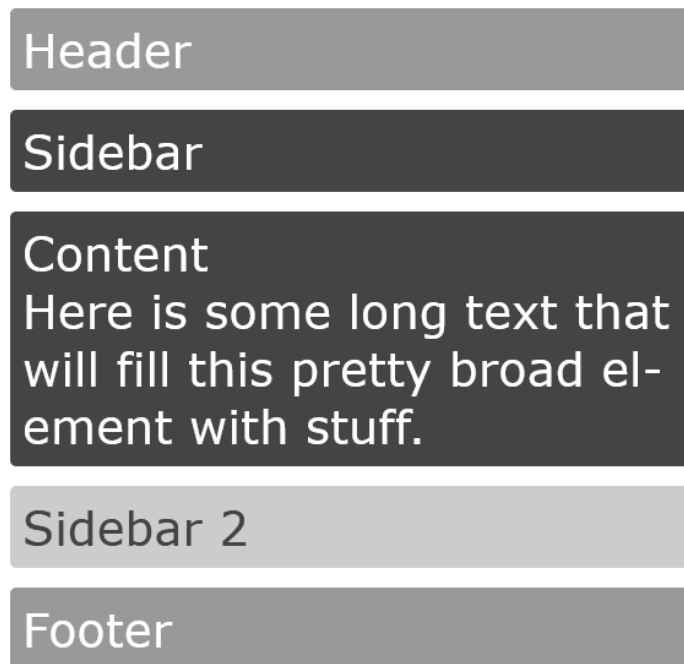 Header
Sidebar
Content
Here is some long text that
will fill this pretty broad el-
ement with stuff.
Sidebar 2
Footer